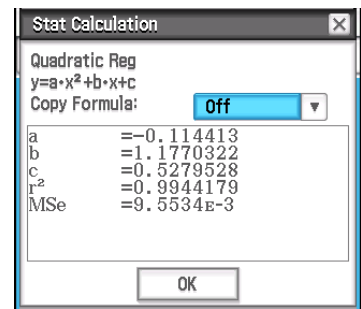 Stat Calculation
Quadratic Reg
y=a·x²+b·x+c
Copy Formula: Off
a =-0.114413
b =1.1770322
c =0.5279528
r² =0.9944179
MSe =9.5534ᴇ-3
OK